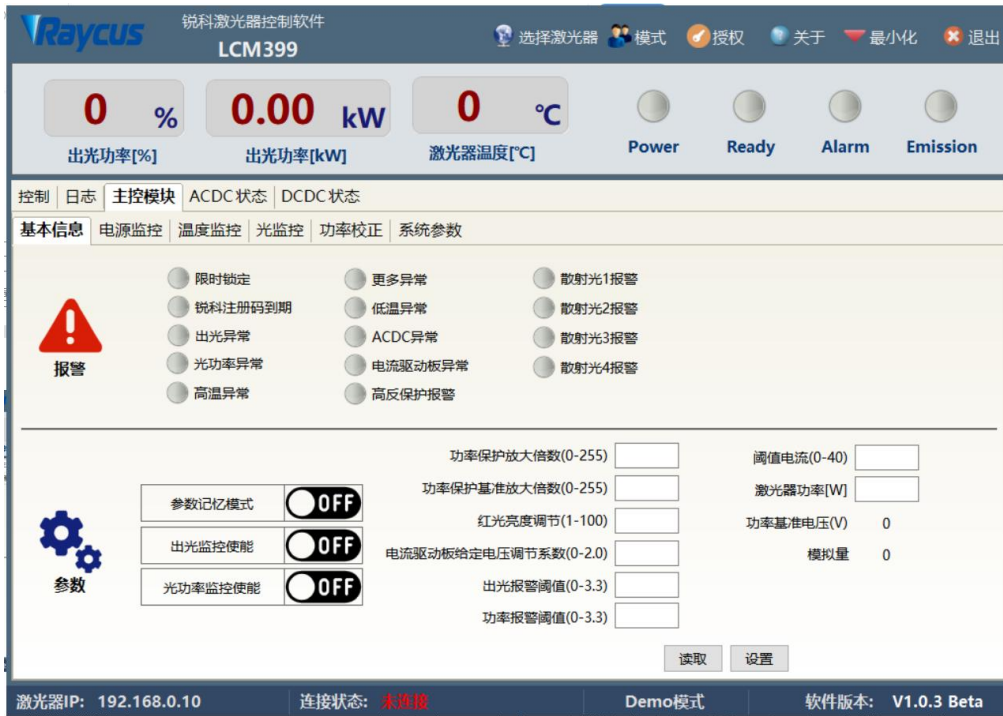 Raycus
锐科激光器控制软件
LCM399
选择激光器 模式 授权 关于 最小化 退出
0 % 0.00 kW 0 ℃
出光功率[%] 出光功率[kW] 激光器温度[℃] Power Ready Alarm Emission
控制 日志 主控模块 ACDC状态 DCDC状态
基本信息 电源监控 温度监控 光监控 功率校正 系统参数
限时锁定 更多异常 散射光1报警
锐科注册码到期 低温异常 散射光2报警
出光异常 ACDC异常 散射光3报警
光功率异常 电流驱动板异常 散射光4报警
高温异常 高反保护报警
报警
功率保护放大倍数(0-255) 阈值电流(0-40)
功率保护基准放大倍数(0-255) 激光器功率[W]
参数记忆模式 OFF
红光亮度调节(1-100) 功率基准电压(V) 0
出光监控使能 OFF
电流驱动板给定电压调节系数(0-2.0) 模拟量 0
光功率监控使能 OFF
出光报警阈值(0-3.3)
功率报警阈值(0-3.3)
参数
读取 设置
激光器IP: 192.168.0.10 连接状态: 未连接 Demo模式 软件版本: V1.0.3 Beta